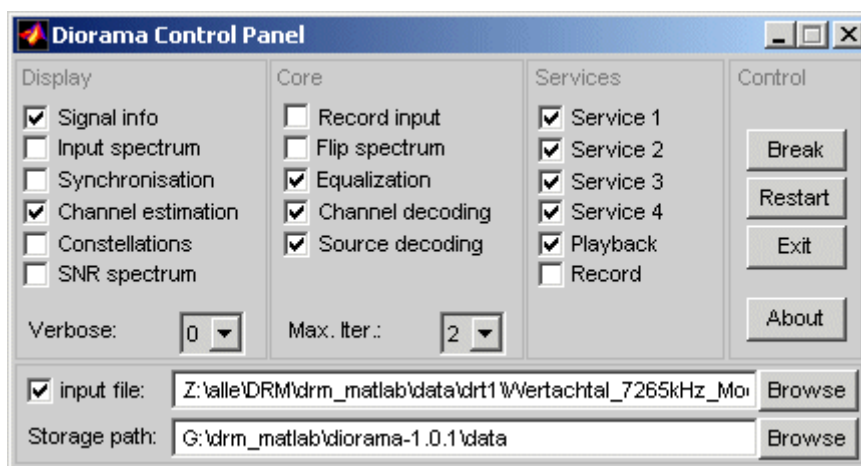 Diorama Control Panel
Display
Signal info
Input spectrum
Synchronisation
Channel estimation
Constellations
SNR spectrum
Verbose: 0
Core
Record input
Flip spectrum
Equalization
Channel decoding
Source decoding
Max. Iter.: 2
Services
Service 1
Service 2
Service 3
Service 4
Playback
Record
Control
Break
Restart
Exit
About
input file: Z:\alle\DRM\drm_matlab\data\drt1\Wertachtal_7265kHz_Mo Browse
Storage path: G:\drm_matlab\diorama-1.0.1\data Browse